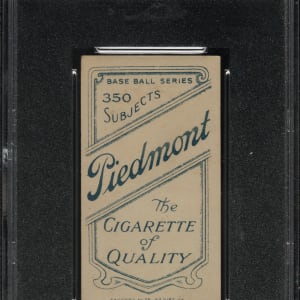 BASE BALL SERIES
350
SUBJECTS
Piedmont
The
CIGARETTE
of
QUALITY